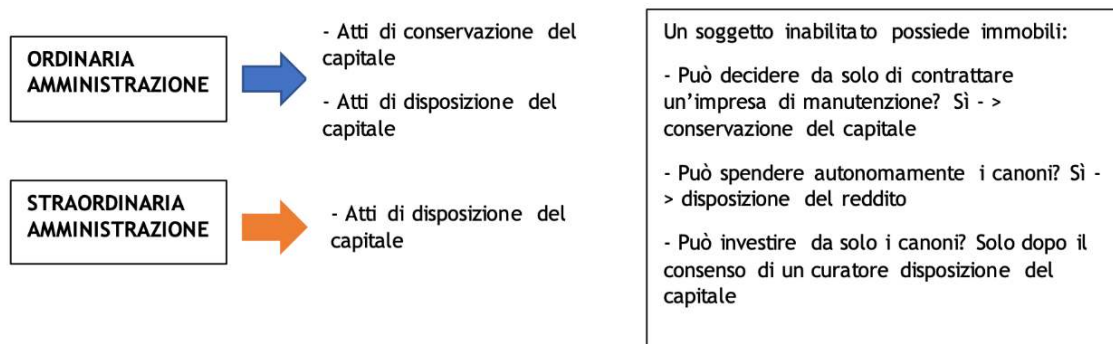 ORDINARIA
AMMINISTRAZIONE
- Atti di conservazione del
capitale
- Atti di disposizione del
capitale
STRAORDINARIA
AMMINISTRAZIONE
- Atti di disposizione del
capitale
Un soggetto inabilitato possiede immobili:
- Può decidere da solo di contrattare
un’impresa di manutenzione? Sì - >
conservazione del capitale
- Può spendere autonomamente i canoni? Sì -
> disposizione del reddito
- Può investire da solo i canoni? Solo dopo il
consenso di un curatore disposizione del
capitale